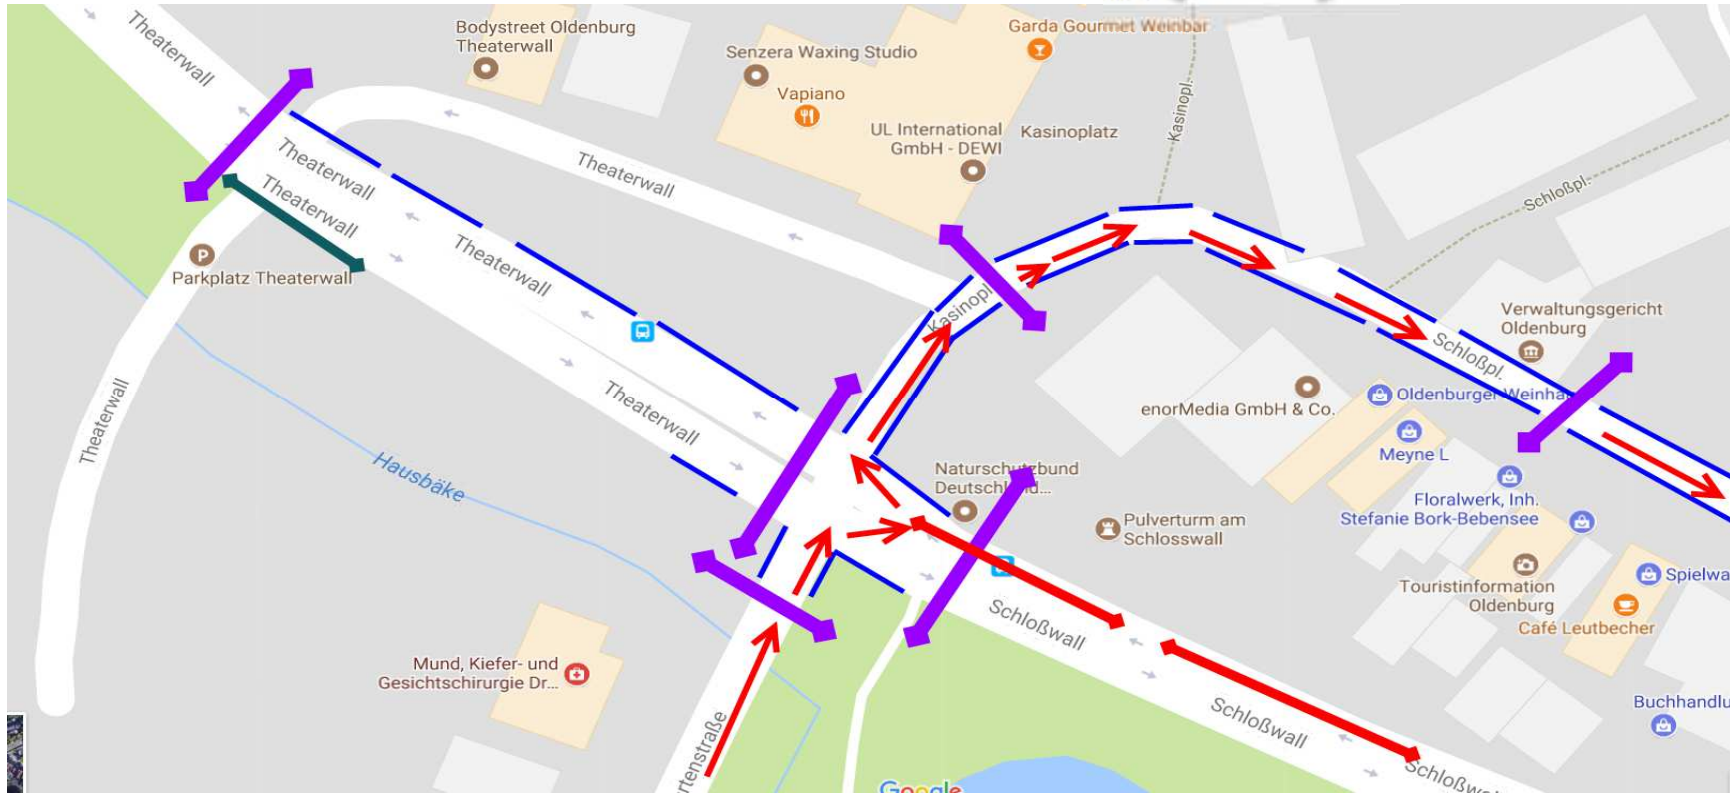 Theaterwall
Bodystreet Oldenburg
Theaterwall
Senzera Waxing Studio
Garda Gourmet Weinbar
Vapiano
UL International
GmbH - DEWI
Kasinoplatz
Kasinopl.
Theaterwall
Theaterwall
Theaterwall
Schloßpl.
P
Parkplatz Theaterwall
Theaterwall
Kasinopl.
Verwaltungsgericht
Oldenburg
Schloßpl.
Theaterwall
Theaterwall
enorMedia GmbH & Co.
Oldenburger Weinha
Meyne L
Hausbäke
Naturschutzbund
Deutschland...
Floralwerk, Inh.
Stefanie Bork-Bebensee
Pulverturm am
Schlosswall
Touristinformation
Oldenburg
Spielwa
Café Leutbecher
Schloßwall
Mund, Kiefer- und
Gesichtschirurgie Dr...
Schloßwall
Buchhandlu
rtenstraße
Schloßwa
Google